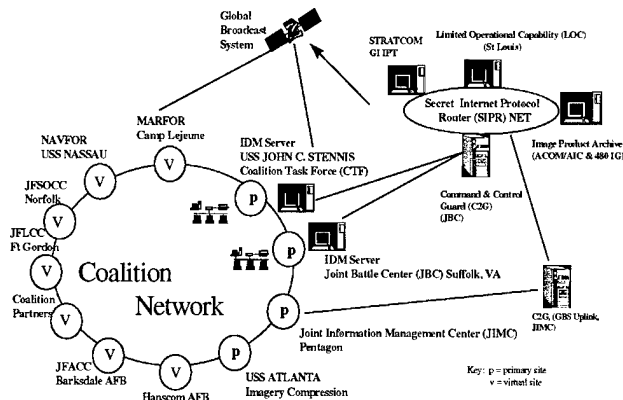 Global
Broadcast
System
STRATCOM
GI IPT
Limited Operational Capability (LOC)
(St Louis)
Secret Internet Protocol
Router (SIPR) NET
Image Product Archive
(ACOM/AIC & 480 IG)
MARFOR
Camp Lejeune
IDM Server
USS JOHN C. STENNIS
Coalition Task Force (CTF)
Command & Control
Guard (C2G)
(JBC)
NAVFOR
USS NASSAU
JFSOCC
Norfolk
JFLCC
Ft Gordon
Coalition
Partners
JFACC
Barksdale AFB
Hanscom AFB
USS ATLANTA
Imagery Compression
Joint Information Management Center (JIMC)
Pentagon
IDM Server
Joint Battle Center (JBC) Suffolk, VA
C2G, (GBS Uplink,
JIMC)
Coalition
Network
V
V
V
V
V
V
V
p
p
p
p
Key: p = primary site
v = virtual site